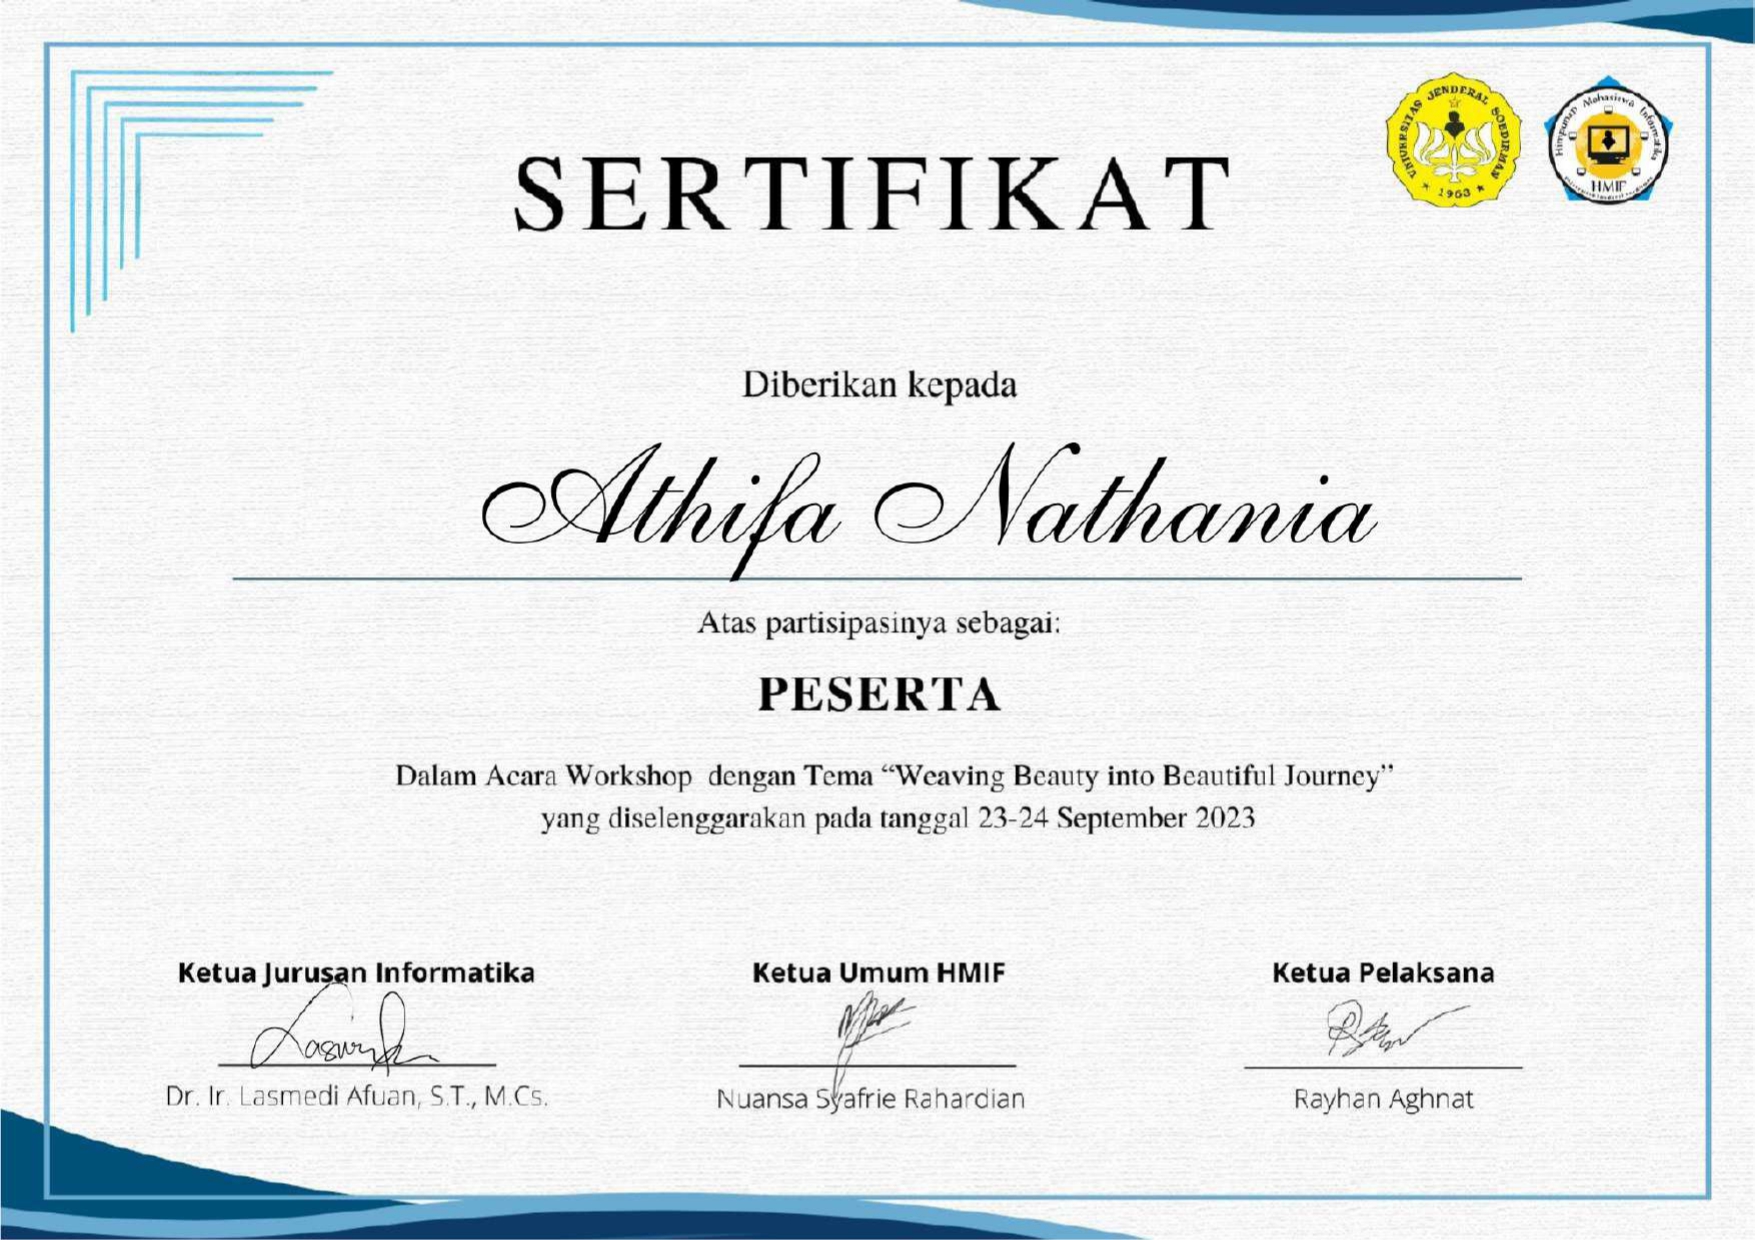 UNIVERSITAS JENDERAL SOEDIRMAN
★ 1963 ★
Himpunan Mahasiswa Informatika
HMIF
SERTIFIKAT
Diberikan kepada
Athifa Nathania
Atas partisipasinya sebagai:
PESERTA
Dalam Acara Workshop dengan Tema “Weaving Beauty into Beautiful Journey”
yang diselenggarakan pada tanggal 23-24 September 2023
Ketua Jurusan Informatika
Dr. Ir. Lasmedi Afuan, S.T., M.Cs.
Ketua Umum HMIF
Nuansa Syafrie Rahardian
Ketua Pelaksana
Rayhan Aghnat